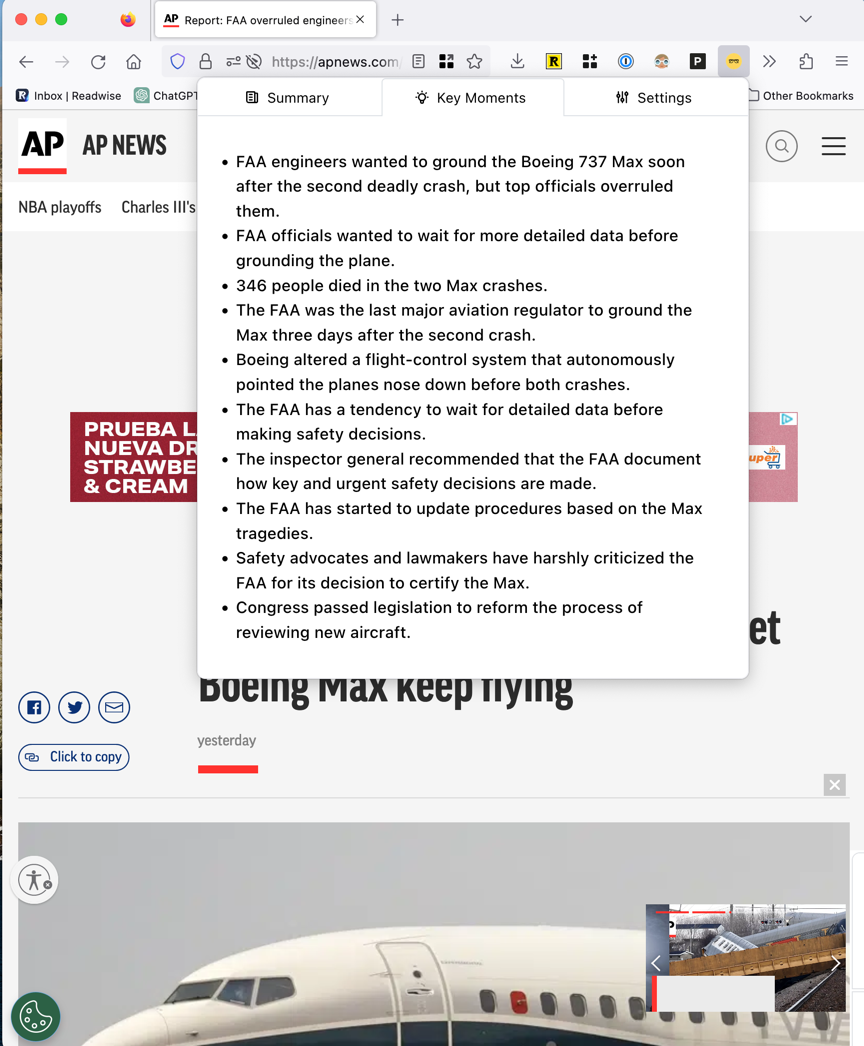 AP Report: FAA overruled engineers
https://apnews.com
Inbox | Readwise
ChatGPT
Other Bookmarks
Summary
Key Moments
Settings
AP AP NEWS
NBA playoffs
Charles III's
FAA engineers wanted to ground the Boeing 737 Max soon
after the second deadly crash, but top officials overruled
them.
FAA officials wanted to wait for more detailed data before
grounding the plane.
346 people died in the two Max crashes.
The FAA was the last major aviation regulator to ground the
Max three days after the second crash.
Boeing altered a flight-control system that autonomously
pointed the planes nose down before both crashes.
The FAA has a tendency to wait for detailed data before
making safety decisions.
The inspector general recommended that the FAA document
how key and urgent safety decisions are made.
The FAA has started to update procedures based on the Max
tragedies.
Safety advocates and lawmakers have harshly criticized the
FAA for its decision to certify the Max.
Congress passed legislation to reform the process of
reviewing new aircraft.
PRUEBA L
NUEVA DR
STRAWBE
& CREAM
uper
et
Boeing Max keep flying
yesterday
Click to copy